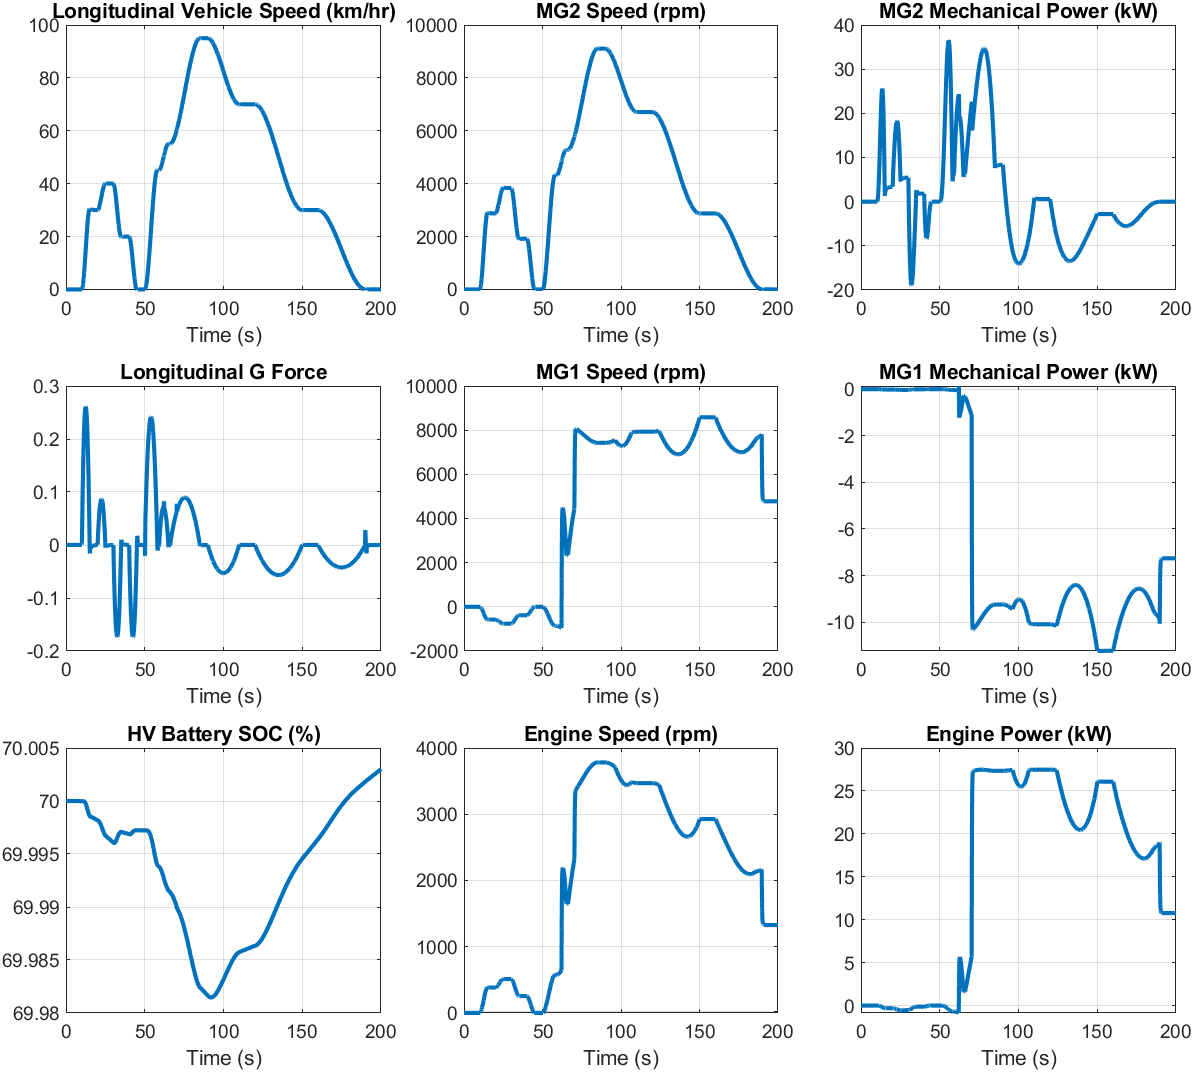 Longitudinal Vehicle Speed (km/hr)
100
80
60
40
20
0
0 50 100 150 200
Time (s)
MG2 Speed (rpm)
10000
8000
6000
4000
2000
0
0 50 100 150 200
Time (s)
MG2 Mechanical Power (kW)
40
30
20
10
0
-10
-20
0 50 100 150 200
Time (s)
Longitudinal G Force
0.3
0.2
0.1
0
-0.1
-0.2
0 50 100 150 200
Time (s)
MG1 Speed (rpm)
10000
8000
6000
4000
2000
0
-2000
0 50 100 150 200
Time (s)
MG1 Mechanical Power (kW)
0
-2
-4
-6
-8
-10
0 50 100 150 200
Time (s)
HV Battery SOC (%)
70.005
70
69.995
69.99
69.985
69.98
0 50 100 150 200
Time (s)
Engine Speed (rpm)
4000
3000
2000
1000
0
0 50 100 150 200
Time (s)
Engine Power (kW)
30
25
20
15
10
5
0
0 50 100 150 200
Time (s)